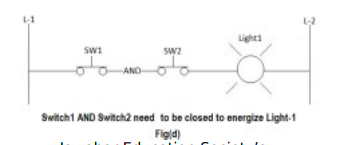 L-1
L-2
Light1
SW1
SW2
AND
Switch1 AND Switch2 need to be closed to energize Light-1
Fig(d)